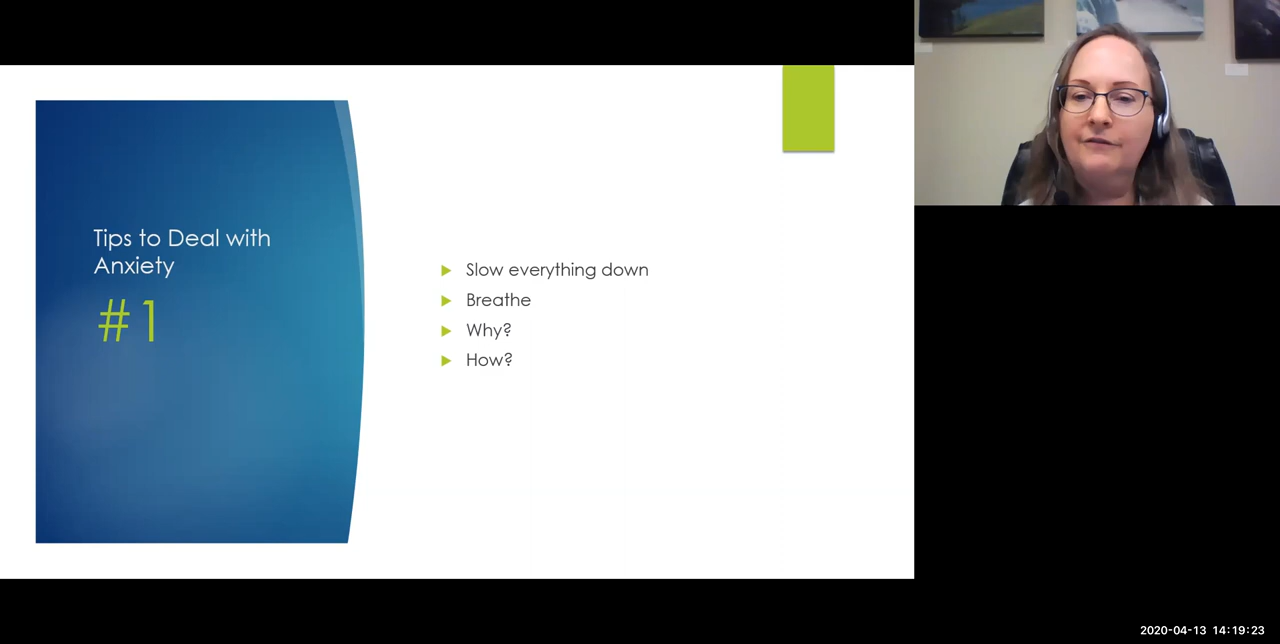 Tips to Deal with
Anxiety
#1
Slow everything down
Breathe
Why?
How?
2020-04-13 14:19:23